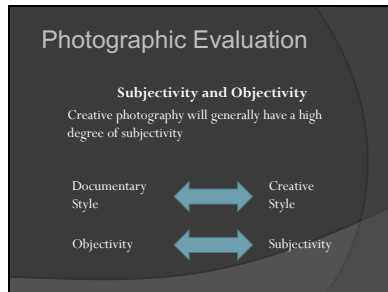 Photographic Evaluation
Subjectivity and Objectivity
Creative photography will generally have a high
degree of subjectivity
Documentary
Style
Creative
Style
Objectivity
Subjectivity